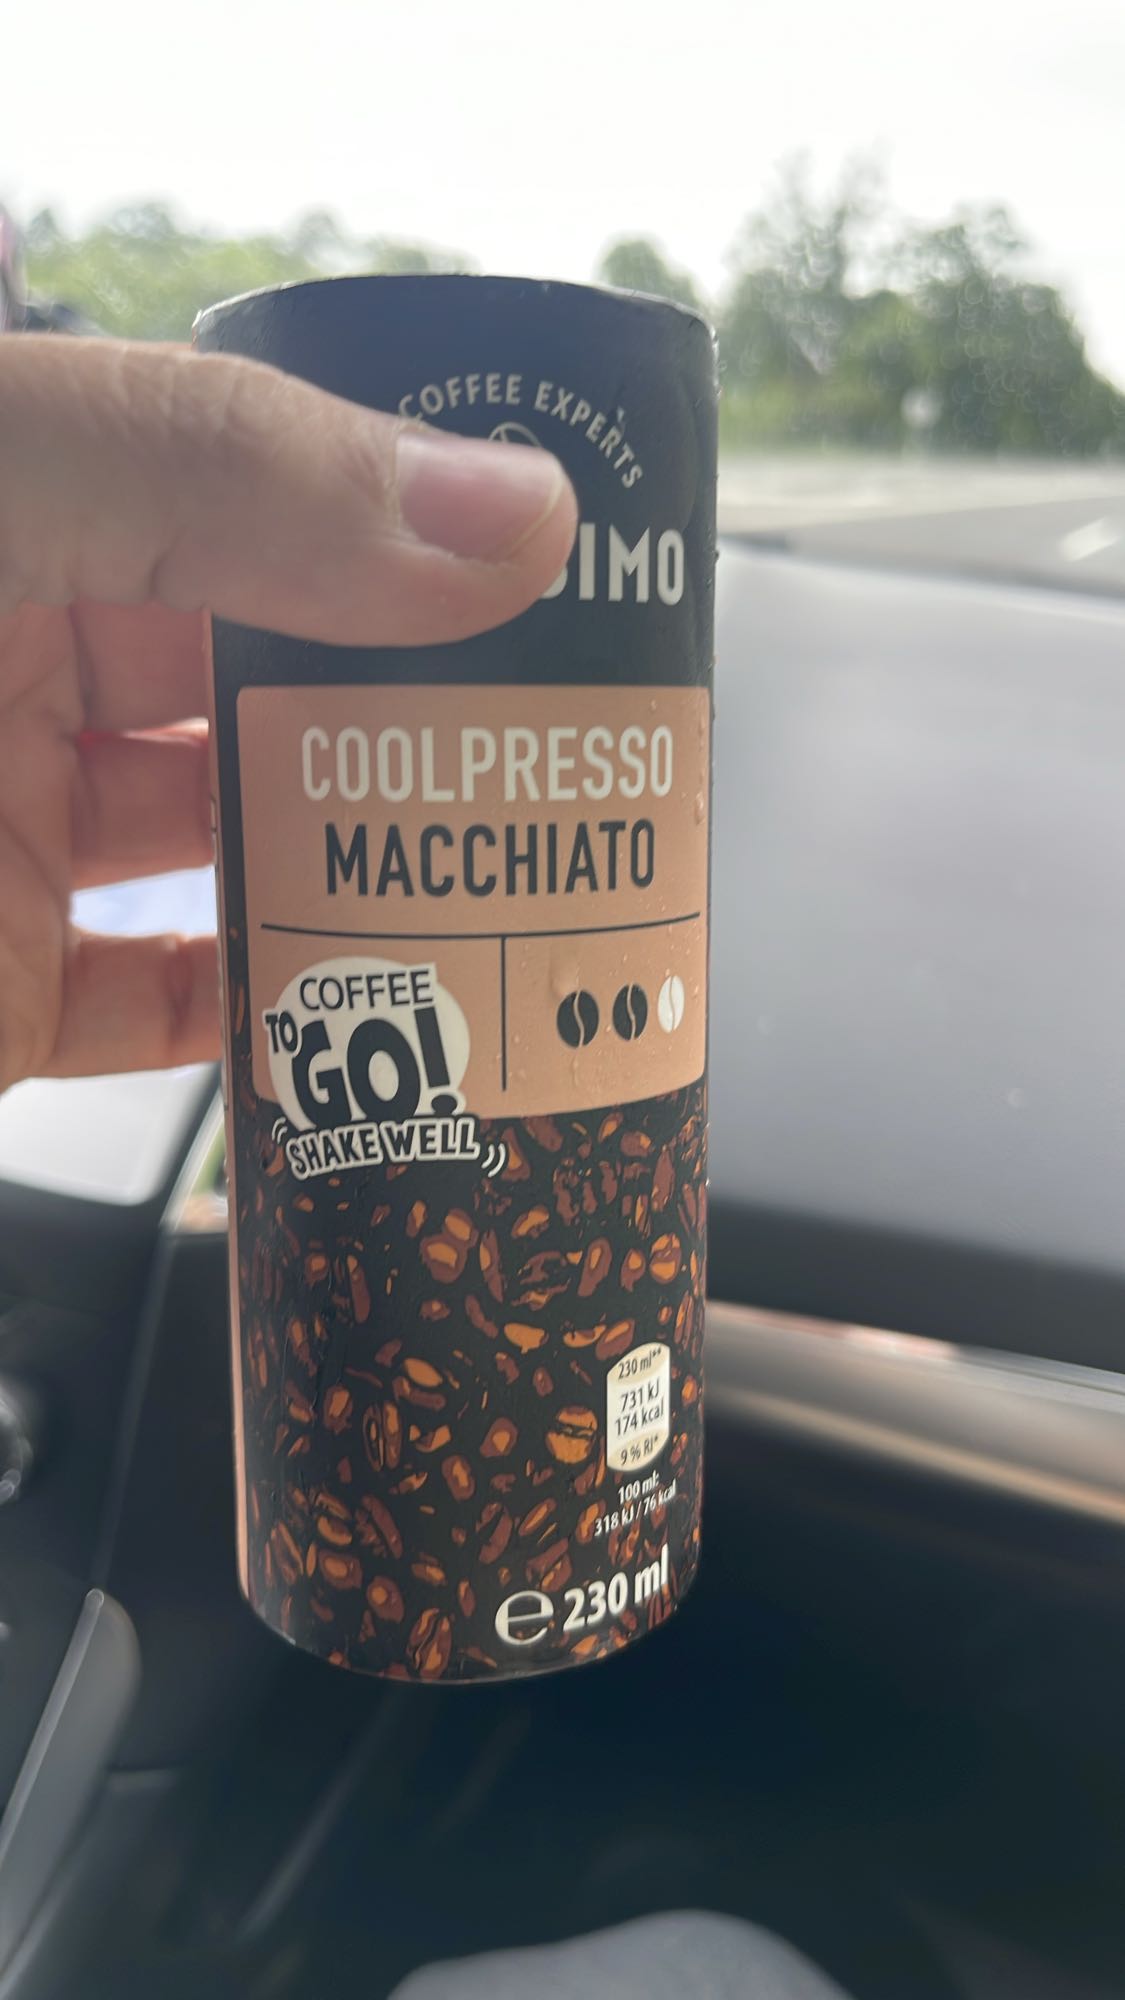 COFFEE EXPERTS
SIMO
COOLPRESSO
MACCHIATO
COFFEE
TO
GO!
SHAKE WELL
230 ml**
731 kJ
174 kcal
9 % RI*
100 ml:
318 kJ / 76 kcal
℮ 230 ml